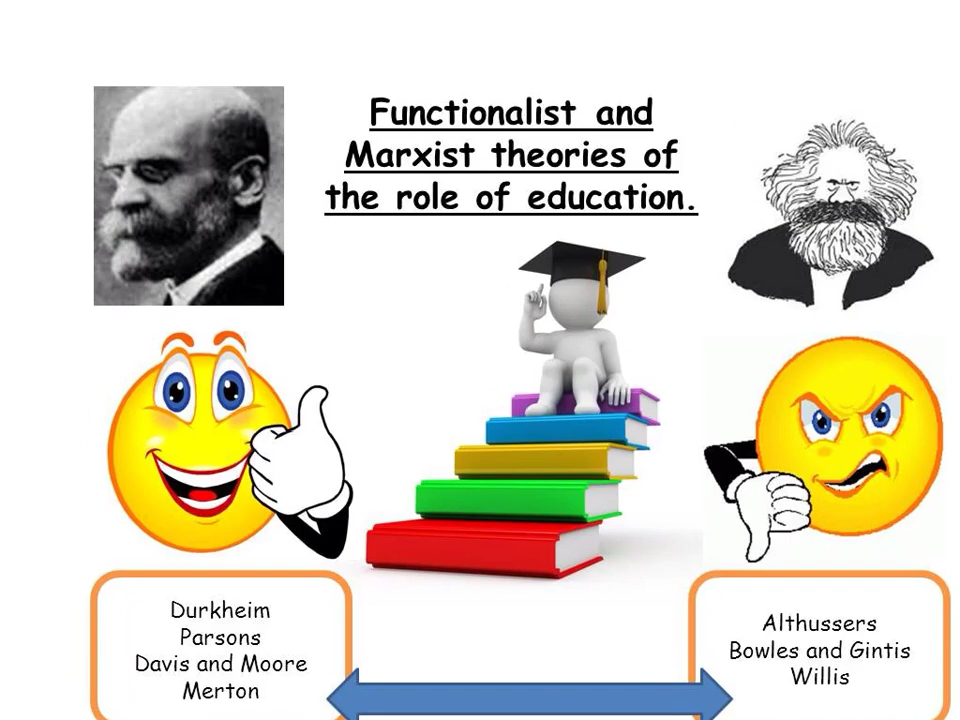 Functionalist and
Marxist theories of
the role of education.
Durkheim
Parsons
Davis and Moore
Merton
Althussers
Bowles and Gintis
Willis